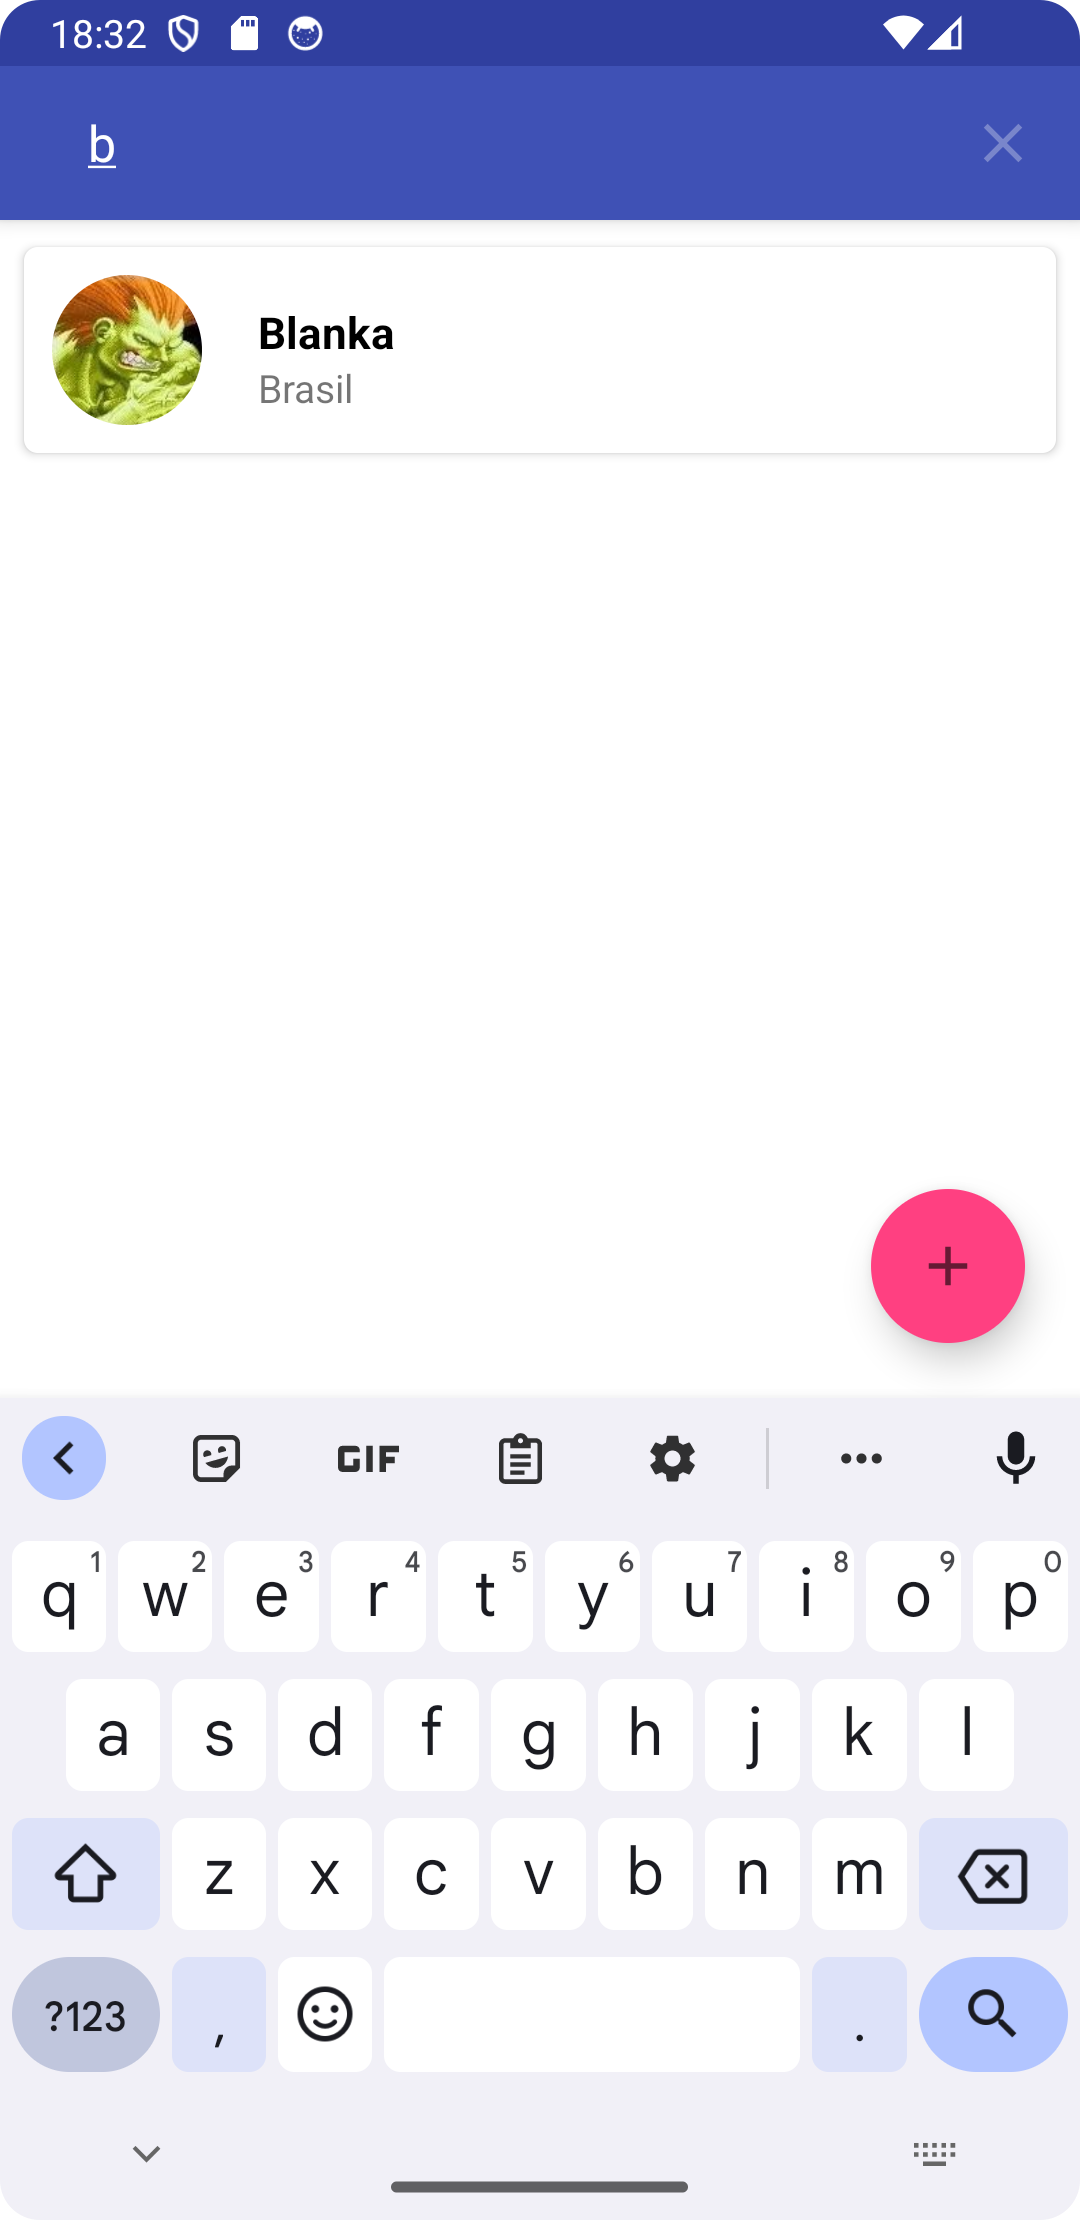 18:32
b
Blanka
Brasil
GIF
q 1 w 2 e 3 r 4 t 5 y 6 u 7 i 8 o 9 p 0
a s d f g h j k l
z x c v b n m
?123 , .